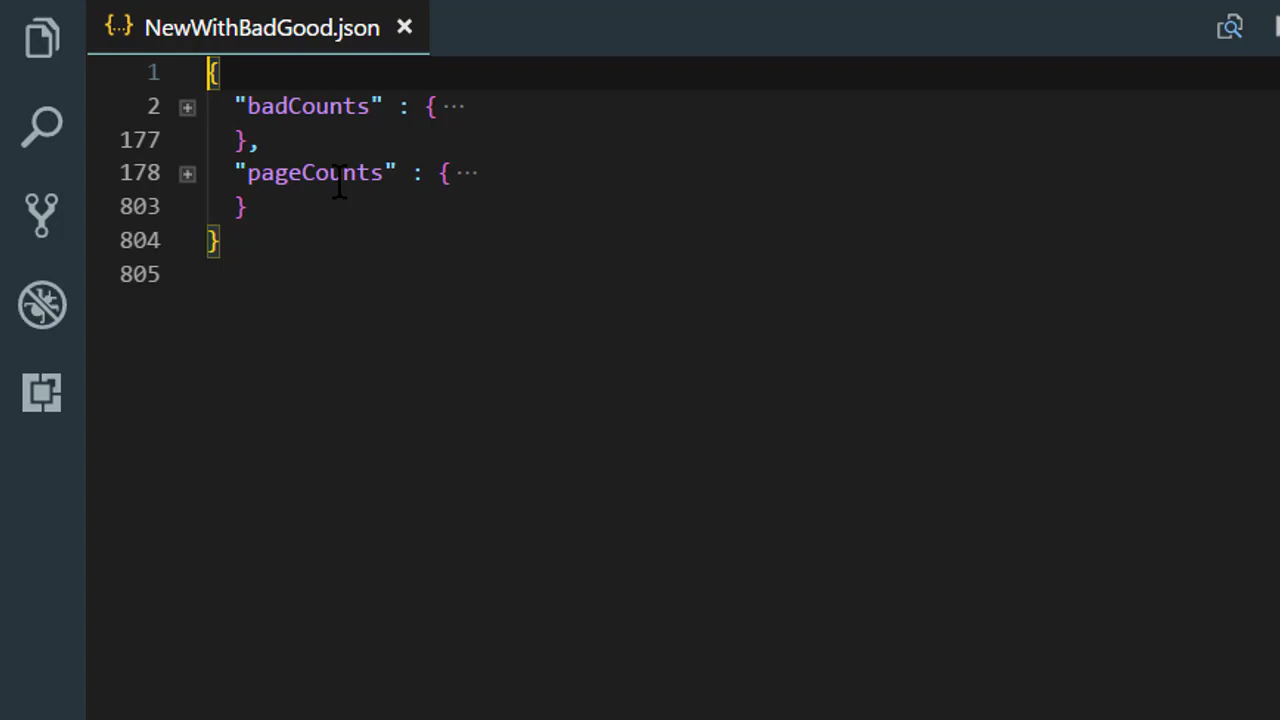 NewWithBadGood.json
1 {
2 "badCounts" : { ···
177 },
178 "pageCounts" : { ···
803 }
804 }
805